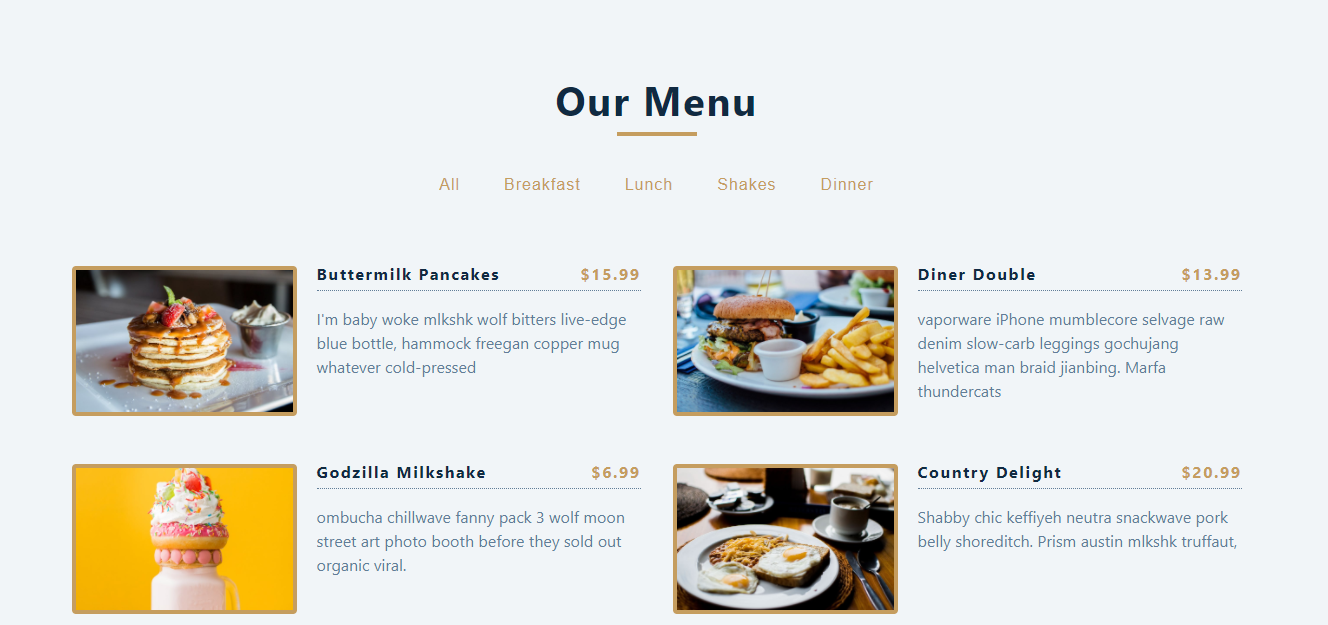 Our Menu
All Breakfast Lunch Shakes Dinner
Buttermilk Pancakes $15.99
I'm baby woke mlkshk wolf bitters live-edge
blue bottle, hammock freegan copper mug
whatever cold-pressed
Diner Double $13.99
vaporware iPhone mumblecore selvage raw
denim slow-carb leggings gochujang
helvetica man braid jianbing. Marfa
thundercats
Godzilla Milkshake $6.99
ombucha chillwave fanny pack 3 wolf moon
street art photo booth before they sold out
organic viral.
Country Delight $20.99
Shabby chic keffiyeh neutra snackwave pork
belly shoreditch. Prism austin mlkshk truffaut,